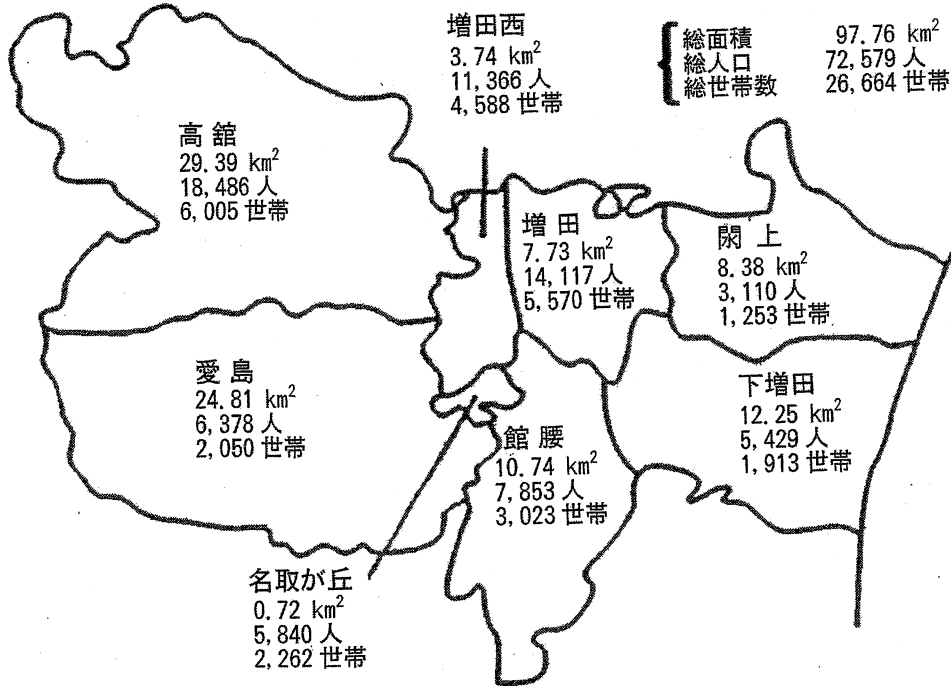 増田西
3.74 km²
11,366 人
4,588 世帯
総面積 97.76 km²
総人口 72,579 人
総世帯数 26,664 世帯
高舘
29.39 km²
18,486 人
6,005 世帯
増田
7.73 km²
14,117 人
5,570 世帯
閖上
8.38 km²
3,110 人
1,253 世帯
愛島
24.81 km²
6,378 人
2,050 世帯
下増田
12.25 km²
5,429 人
1,913 世帯
館腰
10.74 km²
7,853 人
3,023 世帯
名取が丘
0.72 km²
5,840 人
2,262 世帯